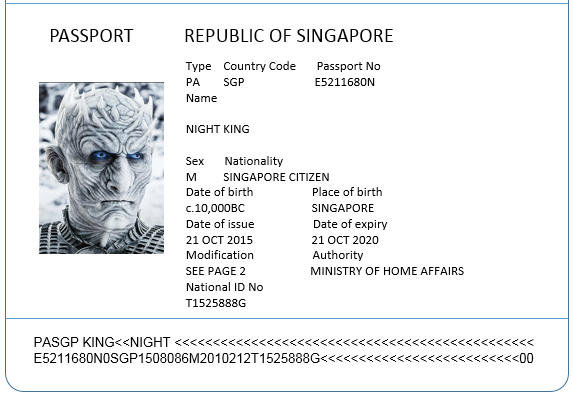 PASSPORT REPUBLIC OF SINGAPORE
Type Country Code Passport No
PA SGP E5211680N
Name
NIGHT KING
Sex Nationality
M SINGAPORE CITIZEN
Date of birth Place of birth
c.10,000BC SINGAPORE
Date of issue Date of expiry
21 OCT 2015 21 OCT 2020
Modification Authority
SEE PAGE 2 MINISTRY OF HOME AFFAIRS
National ID No
T1525888G
PASGP KING<<NIGHT <<<<<<<<<<<<<<<<<<<<<<<<<<<<<<<<<<<<<<<<<<<<<<<
E5211680N0SGP1508086M2010212T1525888G<<<<<<<<<<<<<<<<<<<<<<<<<<00